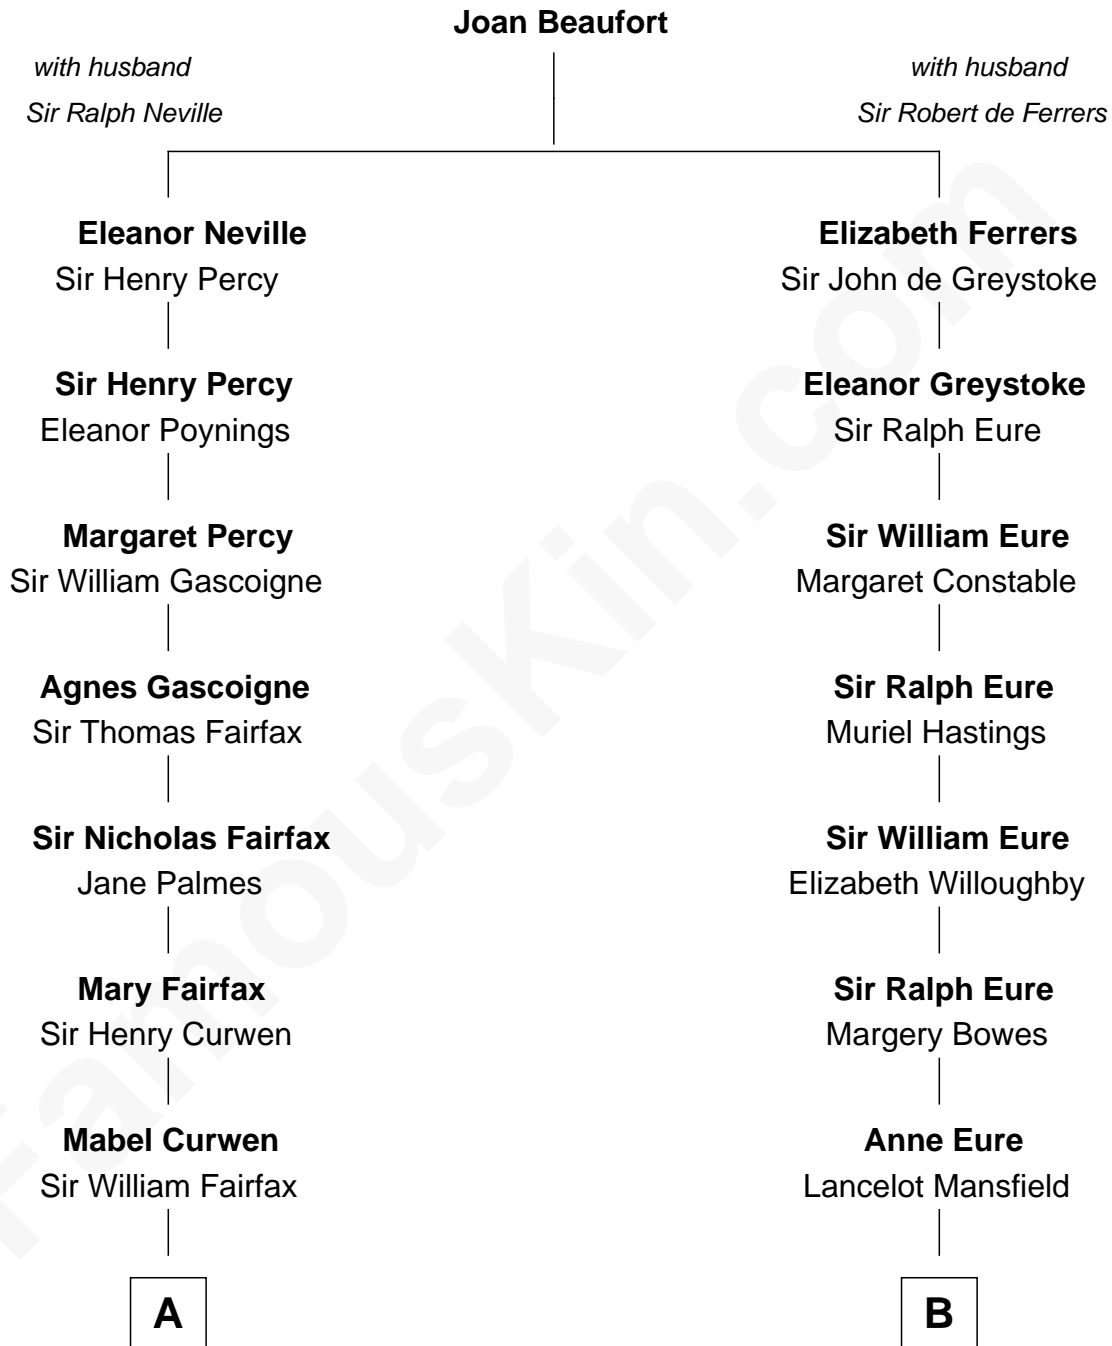 Joan Beaufort
with husband
Sir Ralph Neville
with husband
Sir Robert de Ferrers
Eleanor Neville
Sir Henry Percy
Elizabeth Ferrers
Sir John de Greystoke
Sir Henry Percy
Eleanor Poynings
Eleanor Greystoke
Sir Ralph Eure
Margaret Percy
Sir William Gascoigne
Sir William Eure
Margaret Constable
Agnes Gascoigne
Sir Thomas Fairfax
Sir Ralph Eure
Muriel Hastings
Sir Nicholas Fairfax
Jane Palmes
Sir William Eure
Elizabeth Willoughby
Mary Fairfax
Sir Henry Curwen
Sir Ralph Eure
Margery Bowes
Mabel Curwen
Sir William Fairfax
Anne Eure
Lancelot Mansfield
A
B
FamousKin.com